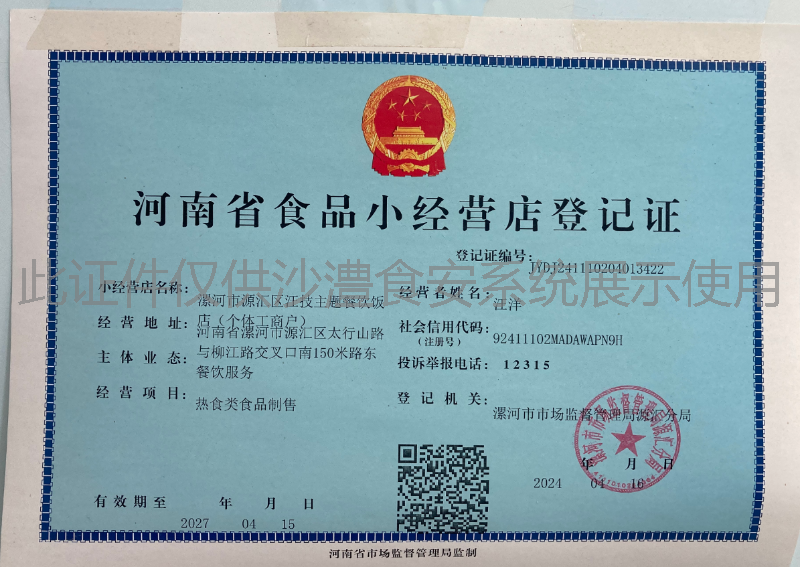 河南省食品小经营店登记证
登记证编号:
JYDJ241110204013422
此证件仅供沙澧食安系统展示使用
小经营店名称:
漯河市源汇区汪技主题餐饮饭
店（个体工商户）
经营者姓名:
汪洋
经营地址:
河南省漯河市源汇区太行山路
与柳江路交叉口南150米路东
社会信用代码:
（注册号）
92411102MADAWAPN9H
主体业态:
餐饮服务
投诉举报电话: 12315
经营项目:
热食类食品制售
登记机关:
漯河市市场监督管理局源汇分局
年 月 日
2024 04 16
有效期至 年 月 日
2027 04 15
河南省市场监督管理局监制